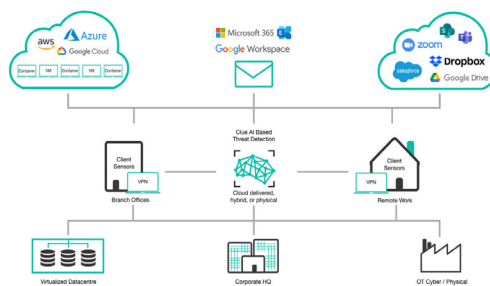 aws
Azure
Google Cloud
Container
VM
Container
VM
Container
Microsoft 365
Google Workspace
S
T
zoom
Dropbox
salesforce
Google Drive
Clue AI Based
Threat Detection
Client
Sensors
VPN
Branch Offices
Cloud delivered,
hybrid, or physical
Client
Sensors
VPN
Remote Work
Virtualized Datacentre
Corporate HQ
OT Cyber / Physical